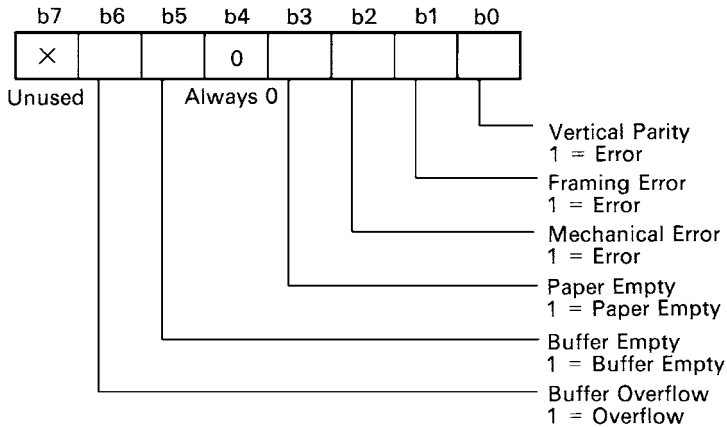 b7 b6 b5 b4 b3 b2 b1 b0
× 0
Unused Always 0
Vertical Parity
1 = Error
Framing Error
1 = Error
Mechanical Error
1 = Error
Paper Empty
1 = Paper Empty
Buffer Empty
1 = Buffer Empty
Buffer Overflow
1 = Overflow